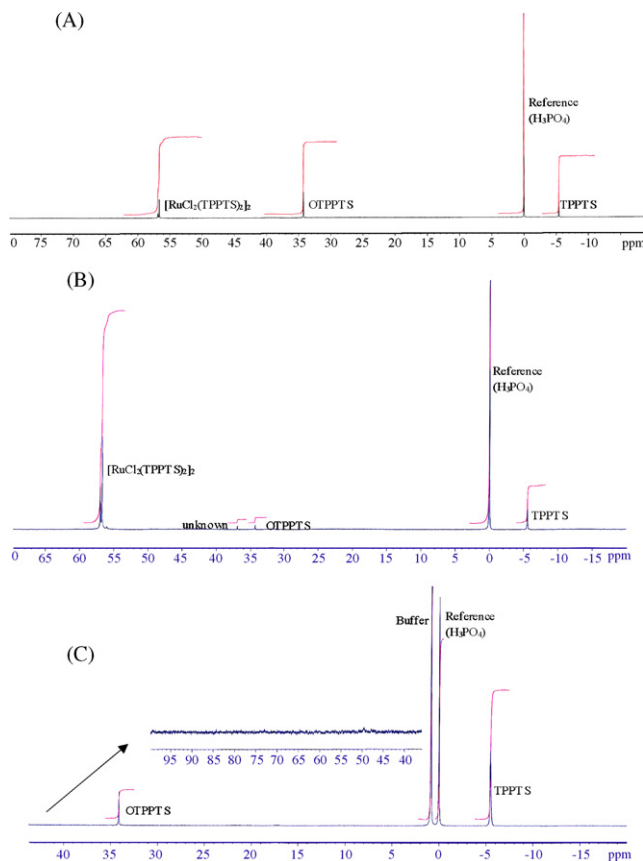 (A)
Reference
(H₃PO₄)
[RuCl₂(TPPTS)₂]₂
OTPPTS
TPPTS
80 75 65 60 55 50 45 40 35 30 25 20 15 10 5 0 -5 -10 ppm
(B)
Reference
(H₃PO₄)
[RuCl₂(TPPTS)₂]₂
unknown
OTPPTS
TPPTS
70 65 60 55 50 45 40 35 30 25 20 15 10 5 0 -5 -10 -15 ppm
(C)
Buffer
Reference
(H₃PO₄)
95 90 85 80 75 70 65 60 55 50 45 40
OTPPTS
TPPTS
40 35 30 25 20 15 10 5 0 -5 -10 -15 ppm